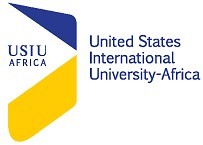 USIU
AFRICA
United States
International
University-Africa